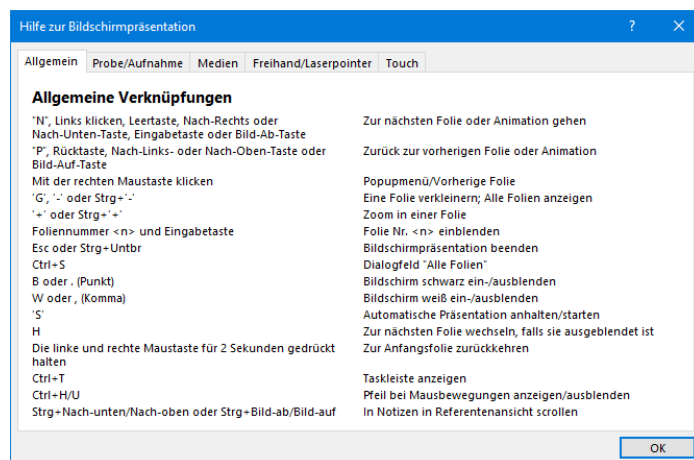 Hilfe zur Bildschirmpräsentation
Allgemein Probe/Aufnahme Medien Freihand/Laserpointer Touch
Allgemeine Verknüpfungen
"N", Links klicken, Leertaste, Nach-Rechts oder Zur nächsten Folie oder Animation gehen
Nach-Unten-Taste, Eingabetaste oder Bild-Ab-Taste
"P", Rücktaste, Nach-Links- oder Nach-Oben-Taste oder Zurück zur vorherigen Folie oder Animation
Bild-Auf-Taste
Mit der rechten Maustaste klicken Popupmenü/Vorherige Folie
'G', '-' oder Strg+'-' Eine Folie verkleinern; Alle Folien anzeigen
'+' oder Strg+'+' Zoom in einer Folie
Foliennummer <n> und Eingabetaste Folie Nr. <n> einblenden
Esc oder Strg+Untbr Bildschirmpräsentation beenden
Ctrl+S Dialogfeld "Alle Folien"
B oder . (Punkt) Bildschirm schwarz ein-/ausblenden
W oder , (Komma) Bildschirm weiß ein-/ausblenden
'S' Automatische Präsentation anhalten/starten
H Zur nächsten Folie wechseln, falls sie ausgeblendet ist
Die linke und rechte Maustaste für 2 Sekunden gedrückt Zur Anfangsfolie zurückkehren
halten
Ctrl+T Taskleiste anzeigen
Ctrl+H/U Pfeil bei Mausbewegungen anzeigen/ausblenden
Strg+Nach-unten/Nach-oben oder Strg+Bild-ab/Bild-auf In Notizen in Referentenansicht scrollen
OK